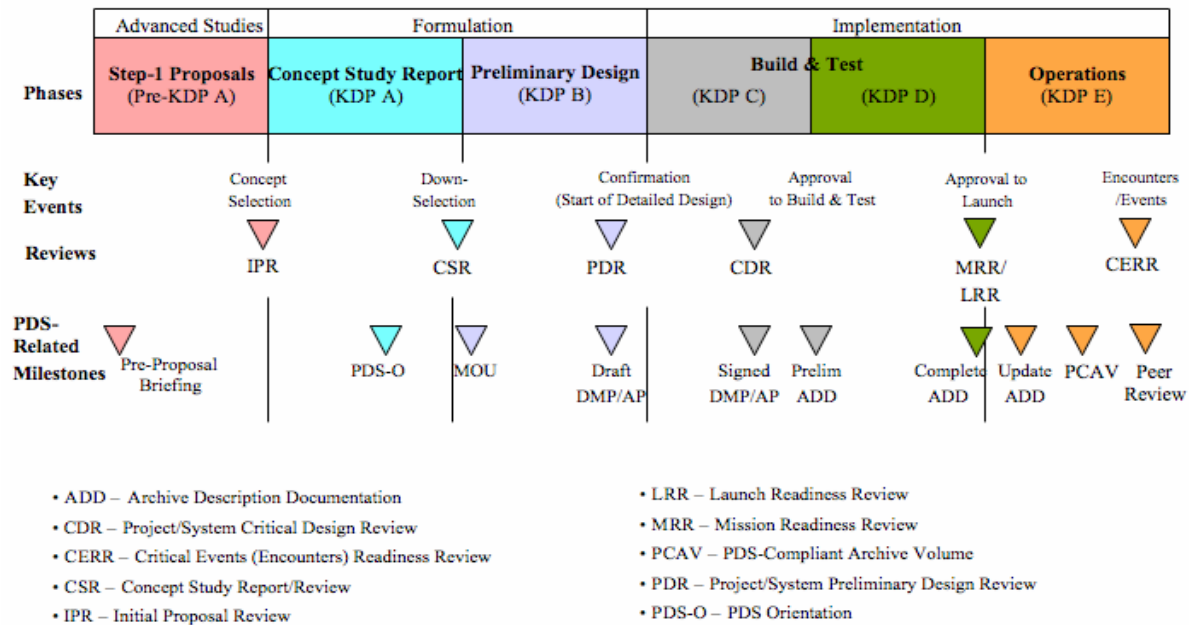 Advanced Studies Formulation Implementation
Phases
Step-1 Proposals
(Pre-KDP A)
Concept Study Report
(KDP A)
Preliminary Design
(KDP B)
Build & Test
(KDP C) (KDP D)
Operations
(KDP E)
Key
Events
Concept
Selection
Down-
Selection
Confirmation
(Start of Detailed Design)
Approval
to Build & Test
Approval to
Launch
Encounters
/Events
Reviews
IPR
CSR
PDR
CDR
MRR/
LRR
CERR
PDS-
Related
Milestones
Pre-Proposal
Briefing
PDS-O
MOU
Draft
DMP/AP
Signed
DMP/AP
Prelim
ADD
Complete
ADD
Update
ADD
PCAV
Peer
Review
• ADD – Archive Description Documentation
• CDR – Project/System Critical Design Review
• CERR – Critical Events (Encounters) Readiness Review
• CSR – Concept Study Report/Review
• IPR – Initial Proposal Review
• LRR – Launch Readiness Review
• MRR – Mission Readiness Review
• PCAV – PDS-Compliant Archive Volume
• PDR – Project/System Preliminary Design Review
• PDS-O – PDS Orientation